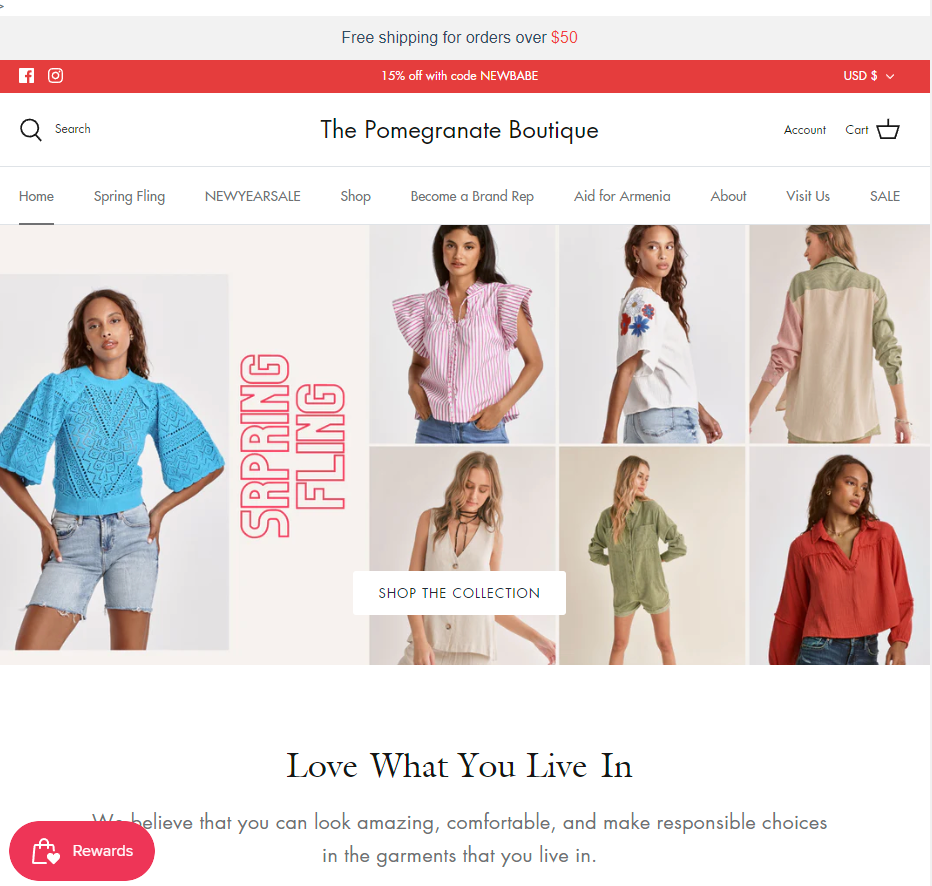 >
Free shipping for orders over $50
15% off with code NEWBABE
USD $
Search
The Pomegranate Boutique
Account
Cart
Home
Spring Fling
NEWYEARSALE
Shop
Become a Brand Rep
Aid for Armenia
About
Visit Us
SALE
SRPRING
FLING
SHOP THE COLLECTION
Love What You Live In
We believe that you can look amazing, comfortable, and make responsible choices
in the garments that you live in.
Rewards